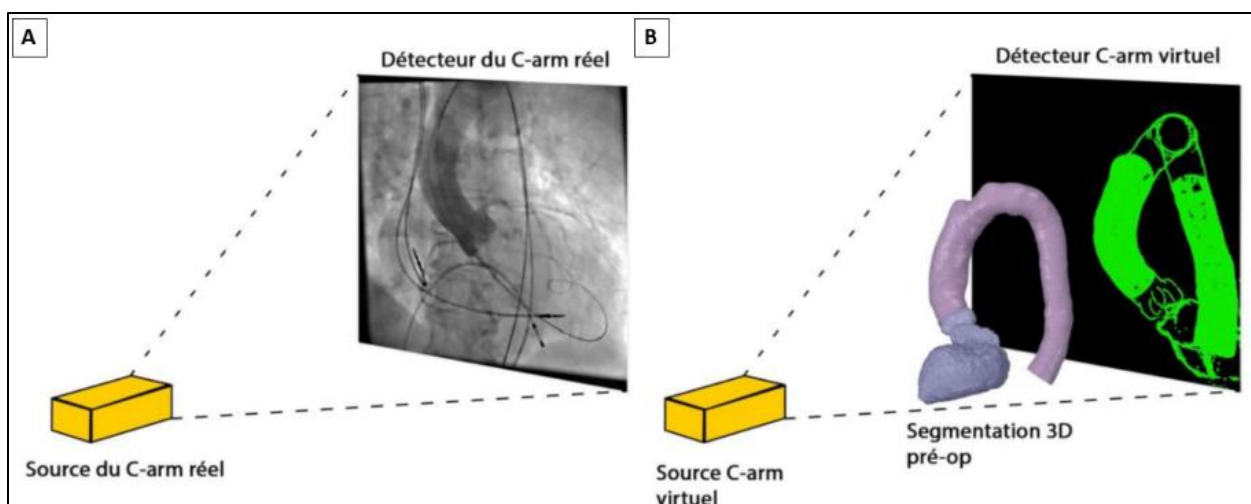 A
Détecteur du C-arm réel
Source du C-arm réel
B
Détecteur C-arm virtuel
Segmentation 3D
pré-op
Source C-arm
virtuel